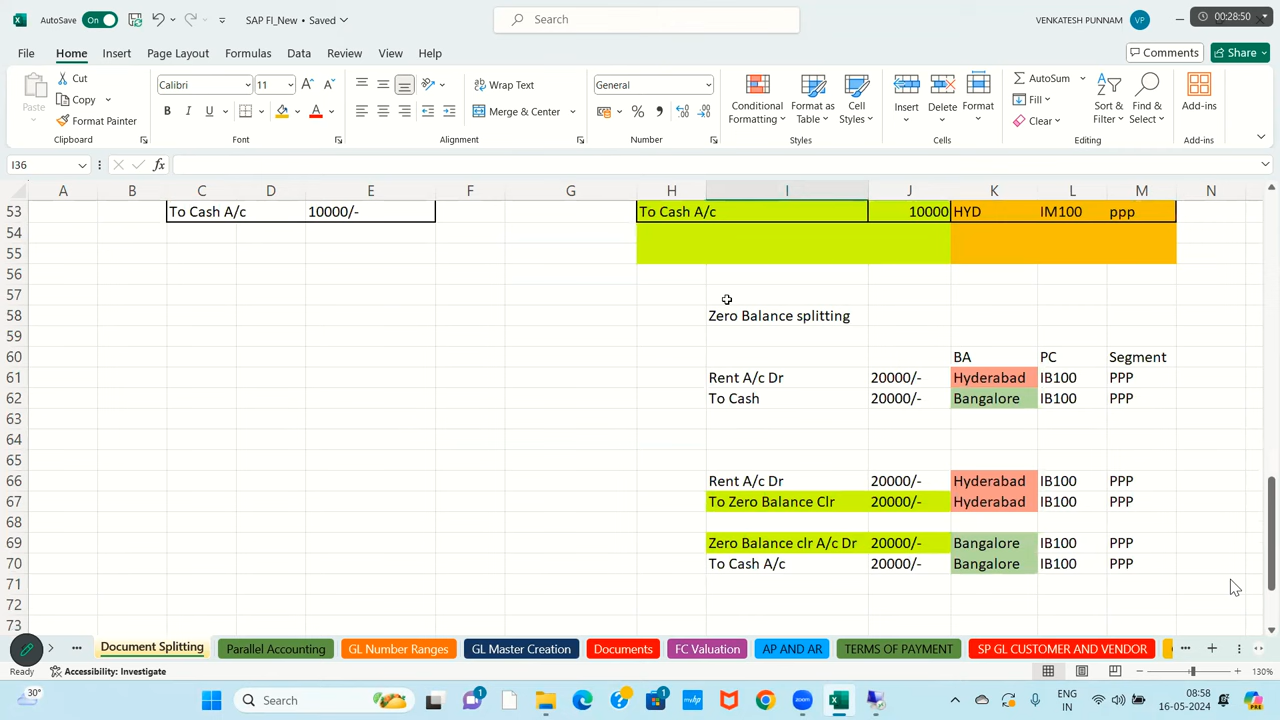 AutoSave On SAP FI_New • Saved Search VENKATESH PUNNAM VP 00:28:50
File Home Insert Page Layout Formulas Data Review View Help Comments Share
Paste Cut Copy Format Painter Calibri 11 B I U Wrap Text Merge & Center General % , Conditional Formatting Format as Table Cell Styles Insert Delete Format AutoSum Fill Clear Sort & Filter Find & Select Add-ins
Clipboard Font Alignment Number Styles Cells Editing Add-ins
I36 fx
A B C D E F G H I J K L M N
53 To Cash A/c 10000/- To Cash A/c 10000 HYD IM100 ppp
54
55
56
57
58 Zero Balance splitting
59
60 BA PC Segment
61 Rent A/c Dr 20000/- Hyderabad IB100 PPP
62 To Cash 20000/- Bangalore IB100 PPP
63
64
65
66 Rent A/c Dr 20000/- Hyderabad IB100 PPP
67 To Zero Balance Clr 20000/- Hyderabad IB100 PPP
68
69 Zero Balance clr A/c Dr 20000/- Bangalore IB100 PPP
70 To Cash A/c 20000/- Bangalore IB100 PPP
71
72
73
Document Splitting Parallel Accounting GL Number Ranges GL Master Creation Documents FC Valuation AP AND AR TERMS OF PAYMENT SP GL CUSTOMER AND VENDOR
Ready Accessibility: Investigate 130%
30° Search 1 1 zoom ENG IN 08:58 16-05-2024 PRE